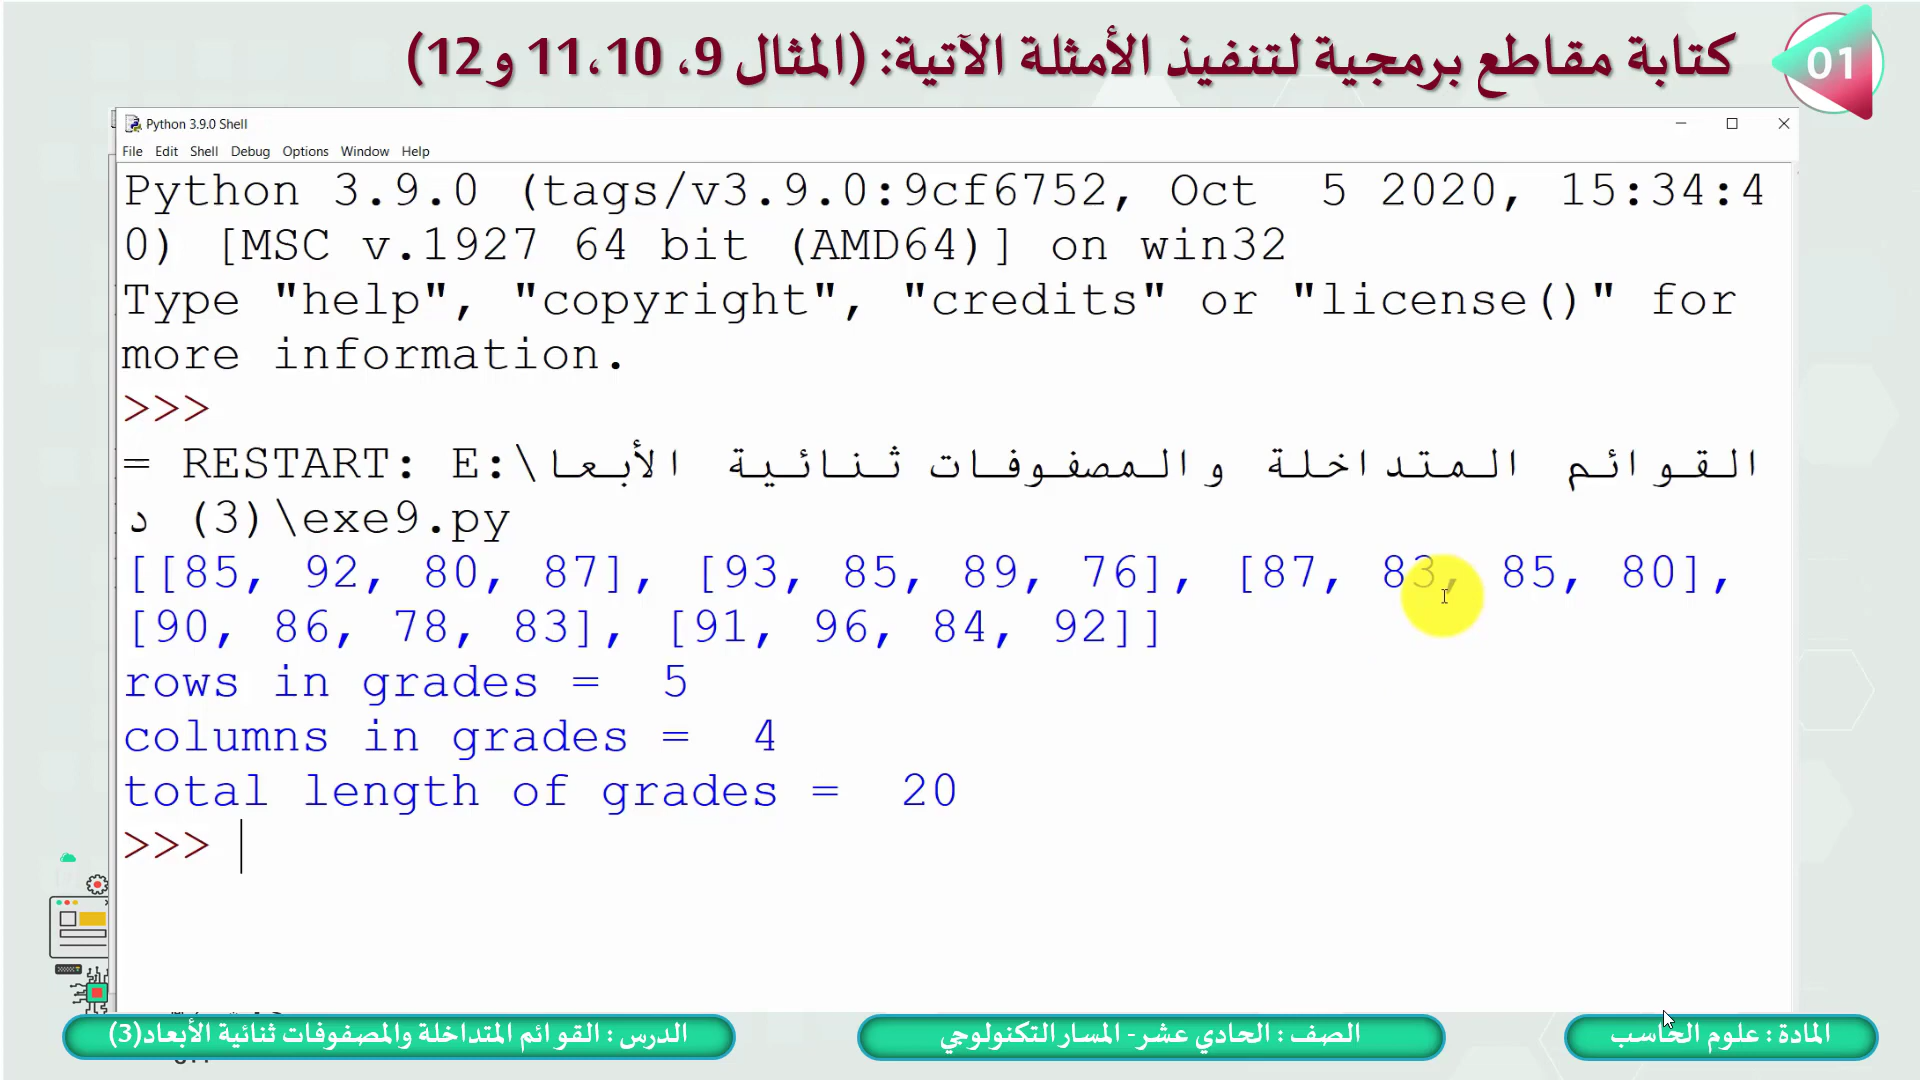 كتابة مقاطع برمجية لتنفيذ الأمثلة الآتية: (المثال 9، 11،10 و12)
01
Python 3.9.0 Shell
File Edit Shell Debug Options Window Help
Python 3.9.0 (tags/v3.9.0:9cf6752, Oct  5 2020, 15:34:4
0) [MSC v.1927 64 bit (AMD64)] on win32
Type "help", "copyright", "credits" or "license()" for
more information.
>>>
= RESTART: E:\القوائم المتداخلة والمصفوفات ثنائية الأبعا
د (3)\exe9.py
[[85, 92, 80, 87], [93, 85, 89, 76], [87, 83, 85, 80],
[90, 86, 78, 83], [91, 96, 84, 92]]
rows in grades =  5
columns in grades =  4
total length of grades =  20
>>>
المادة : علوم الحاسب
الصف : الحادي عشر- المسار التكنولوجي
الدرس : القوائم المتداخلة والمصفوفات ثنائية الأبعاد(3)